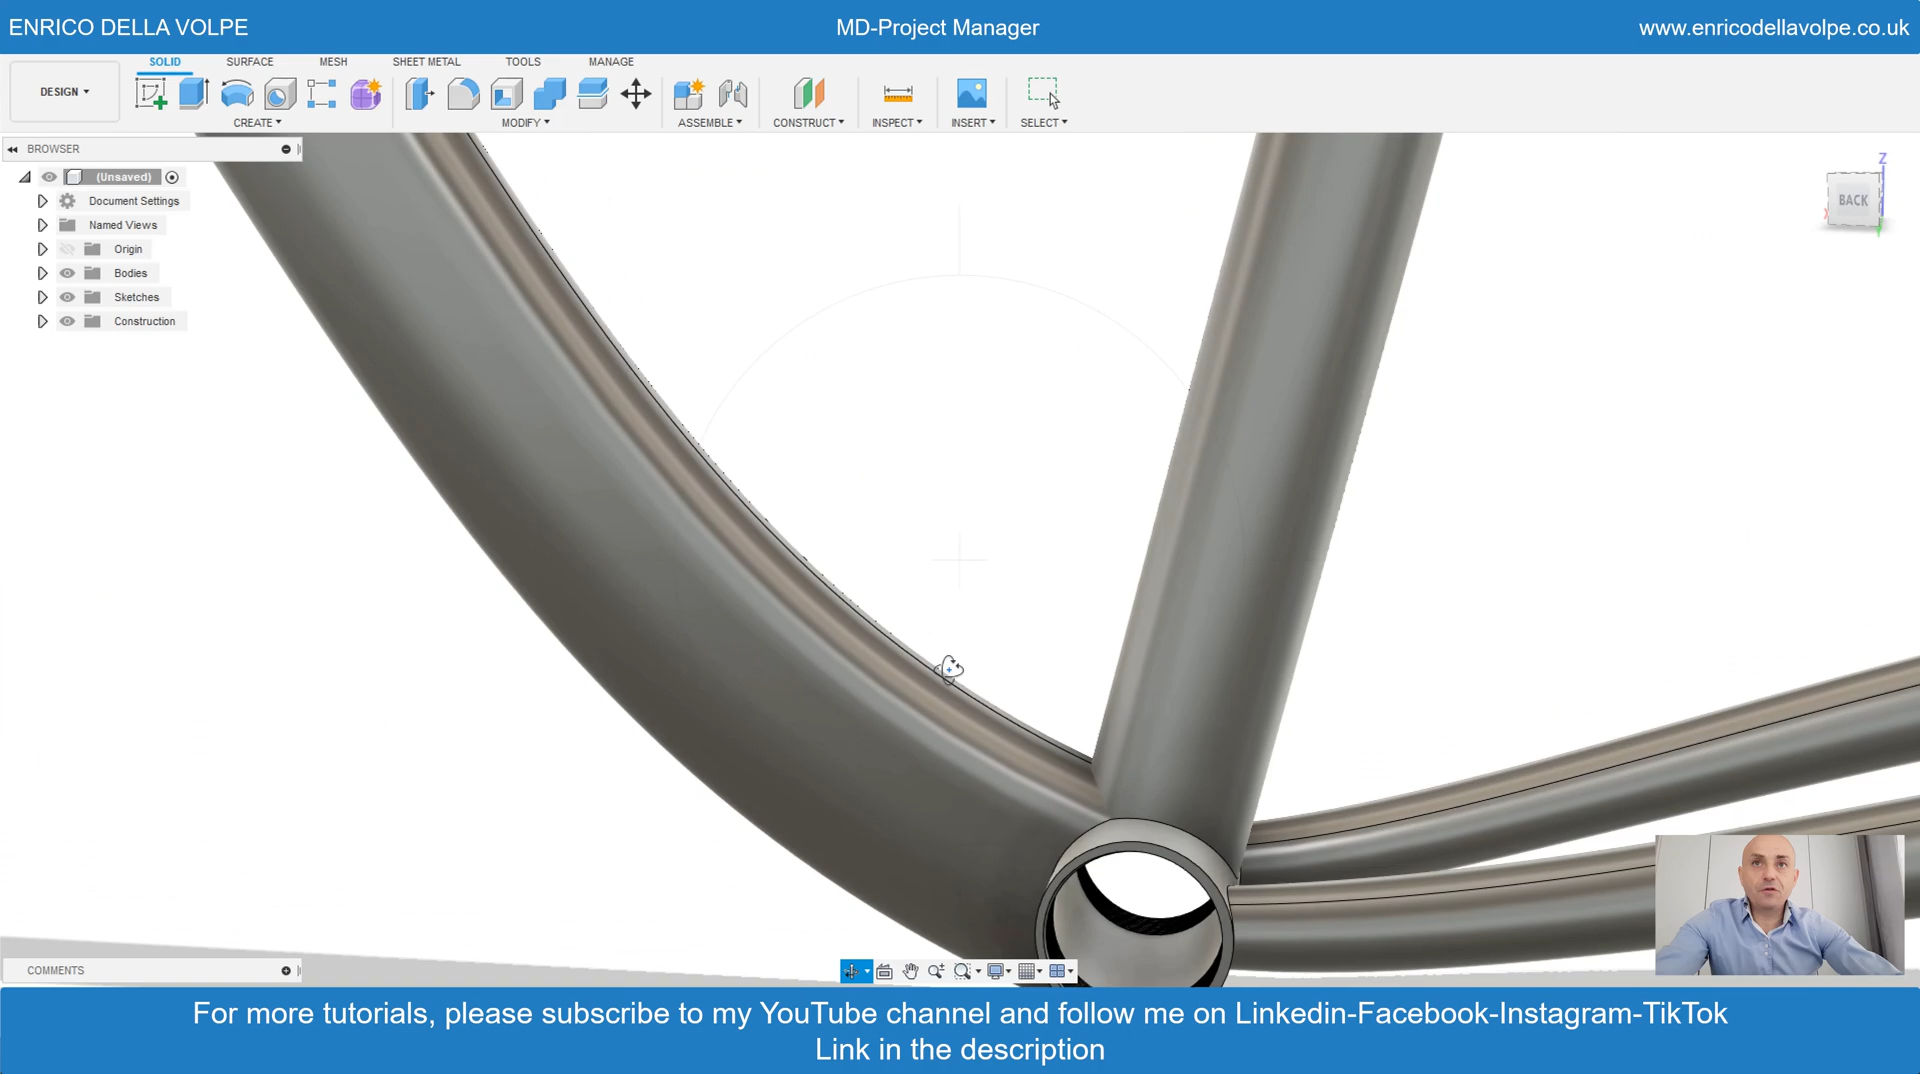 ENRICO DELLA VOLPE
MD-Project Manager
www.enricodellavolpe.co.uk
DESIGN
SOLID
SURFACE
MESH
SHEET METAL
TOOLS
MANAGE
CREATE
MODIFY
ASSEMBLE
CONSTRUCT
INSPECT
INSERT
SELECT
BROWSER
(Unsaved)
Document Settings
Named Views
Origin
Bodies
Sketches
Construction
Z
BACK
X
COMMENTS
For more tutorials, please subscribe to my YouTube channel and follow me on Linkedin-Facebook-Instagram-TikTok
Link in the description